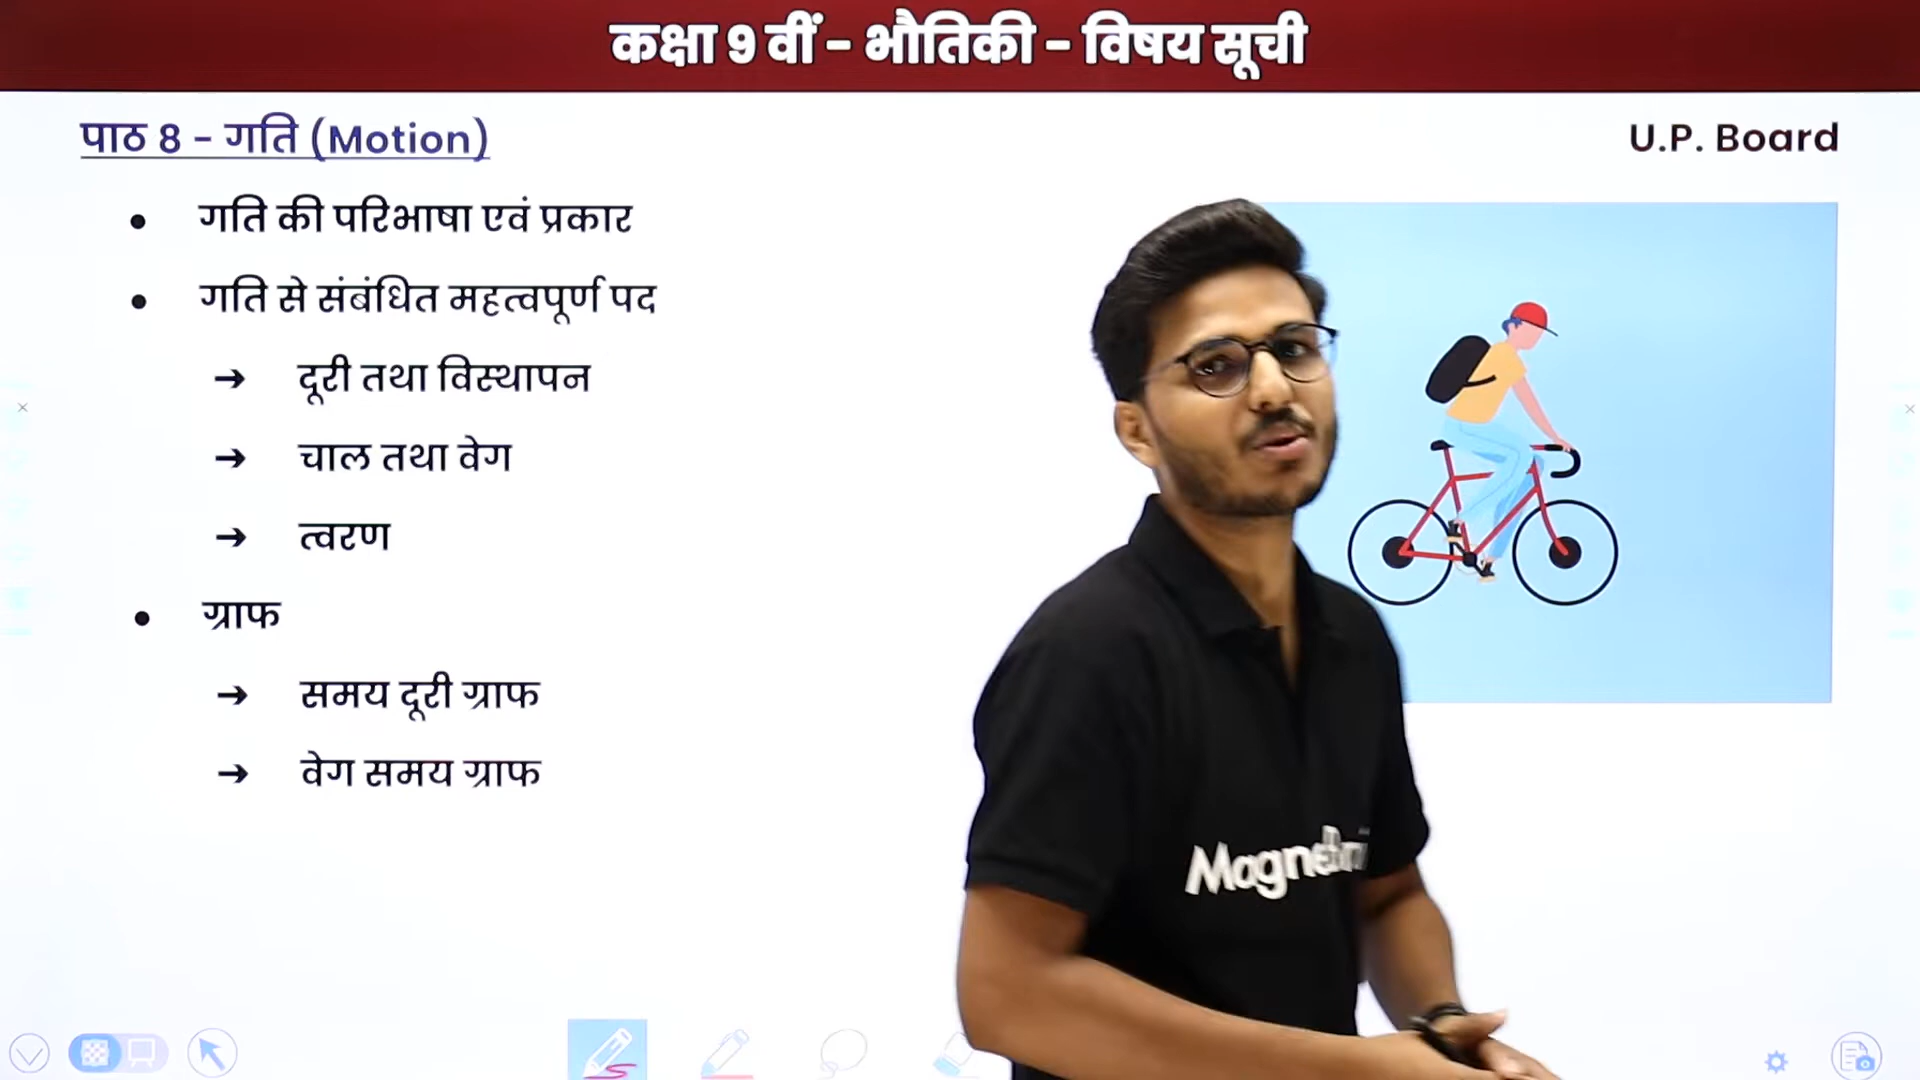 कक्षा 9 वीं - भौतिकी - विषय सूची
पाठ 8 - गति (Motion)
U.P. Board
• गति की परिभाषा एवं प्रकार
• गति से संबंधित महत्वपूर्ण पद
➔ दूरी तथा विस्थापन
➔ चाल तथा वेग
➔ त्वरण
• ग्राफ
➔ समय दूरी ग्राफ
➔ वेग समय ग्राफ